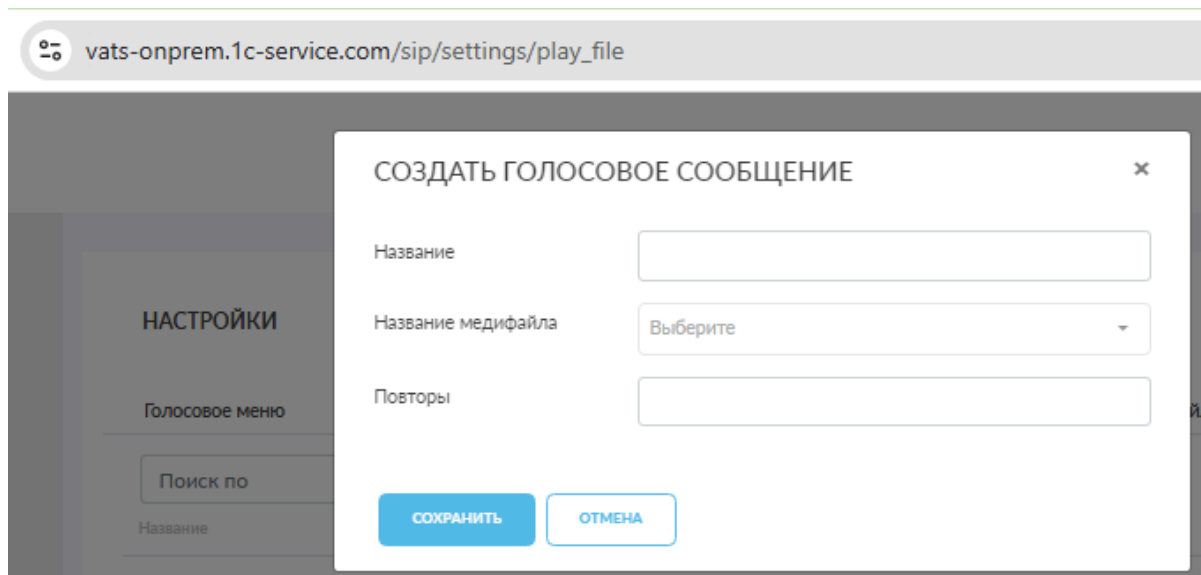 vats-onprem.1c-service.com/sip/settings/play_file
СОЗДАТЬ ГОЛОСОВОЕ СООБЩЕНИЕ ×
Название
НАСТРОЙКИ
Название медифайла Выберите
Повторы
Голосовое меню
Поиск по
Название
СОХРАНИТЬ ОТМЕНА